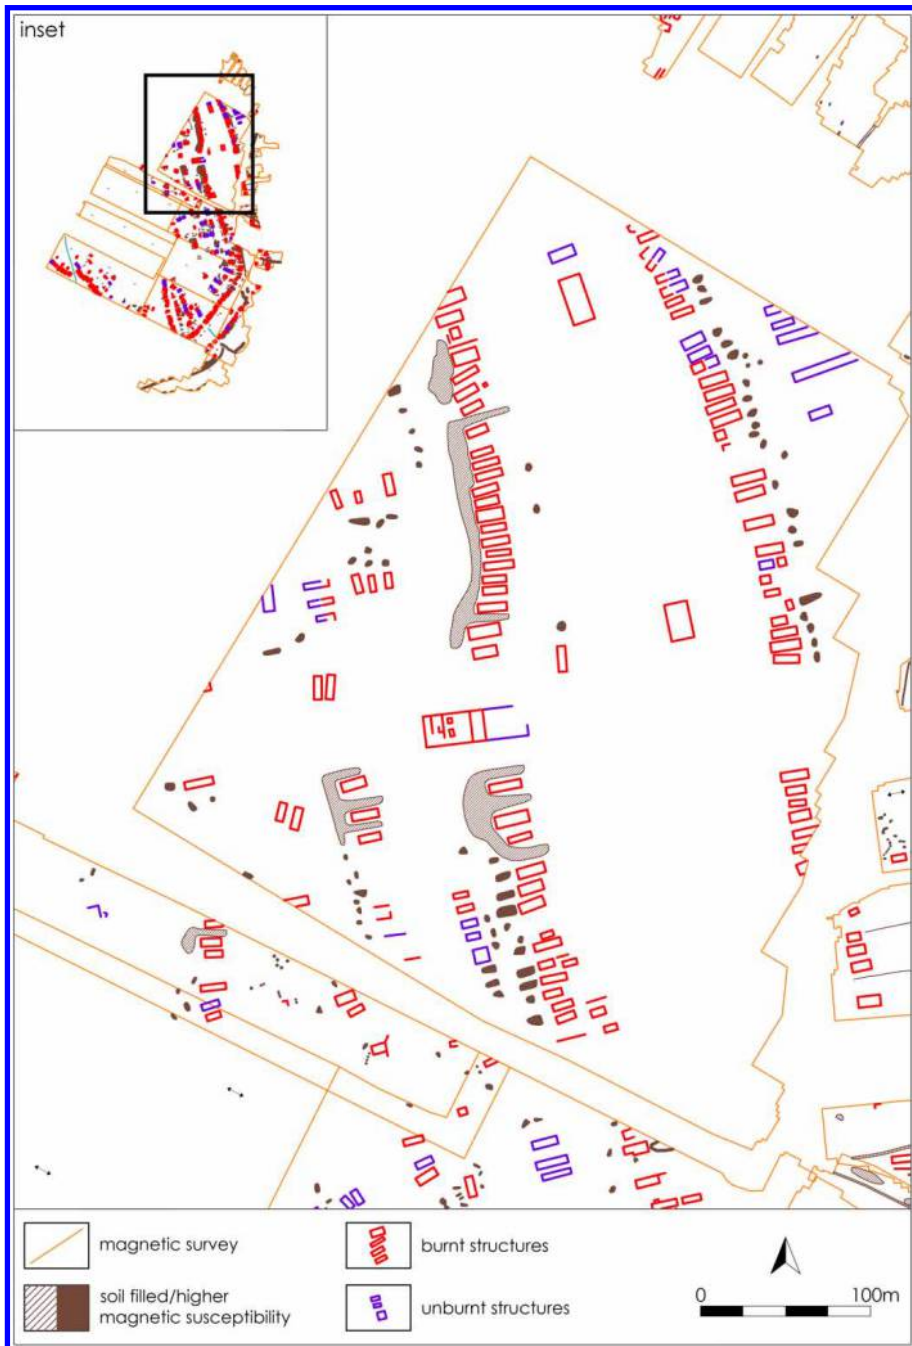 inset
magnetic survey
soil filled/higher
magnetic susceptibility
burnt structures
unburnt structures
0 100m